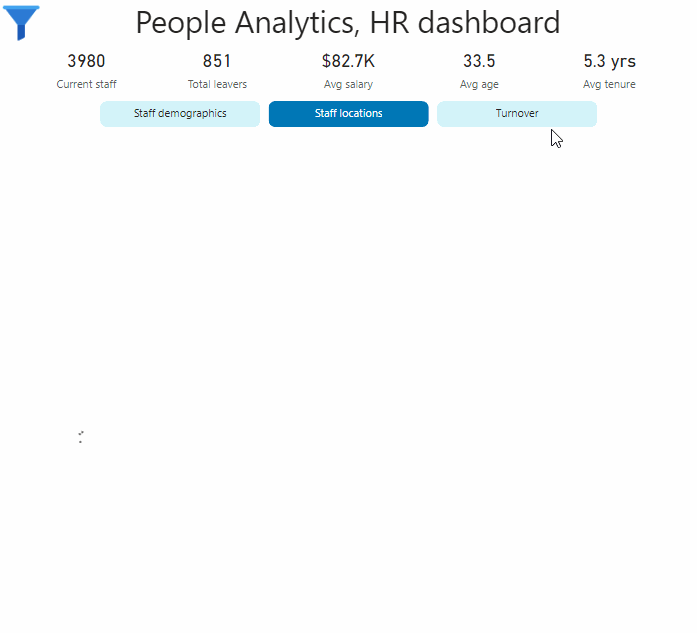 People Analytics, HR dashboard
3980 851 $82.7K 33.5 5.3 yrs
Current staff Total leavers Avg salary Avg age Avg tenure
Staff demographics Staff locations Turnover